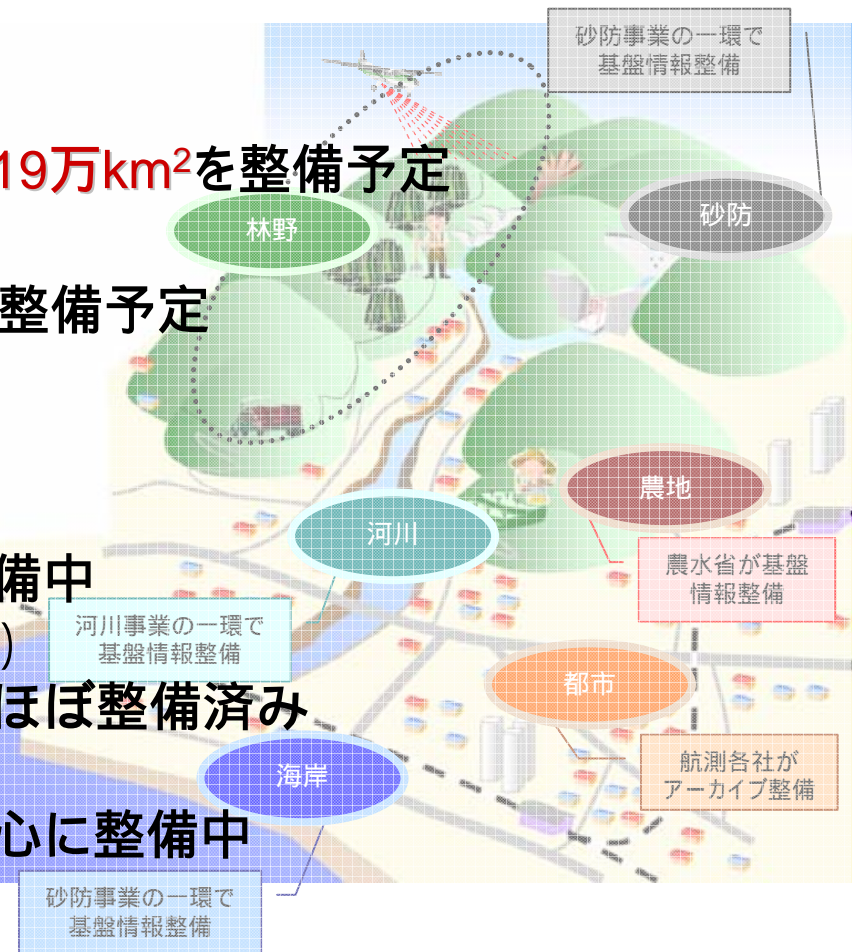 砂防事業の一環で
基盤情報整備
19万km²を整備予定
林野
砂防
整備予定
農地
河川
農水省が基盤
情報整備
備中
河川事業の一環で
基盤情報整備
)
ほぼ整備済み
都市
航測各社が
アーカイブ整備
海岸
心に整備中
砂防事業の一環で
基盤情報整備